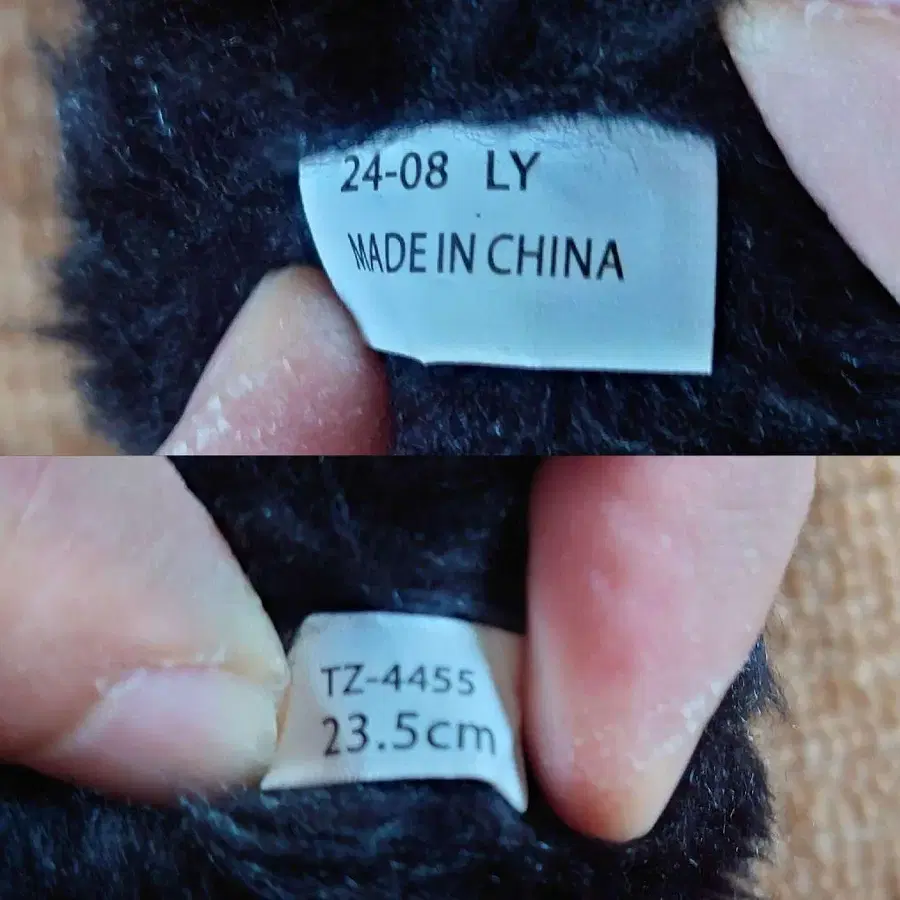 24-08 LY
MADE IN CHINA
TZ-4455
23.5cm